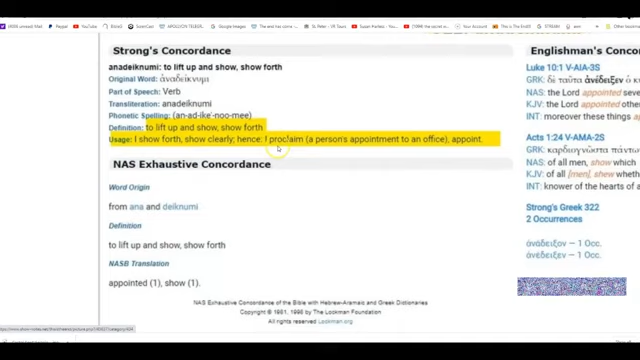 YouTube
Google Images
STREAM
Other bookmarks
Strong's Concordance
anadeiknumi: to lift up and show, show forth
Original Word: ἀναδείκνυμι
Part of Speech: Verb
Transliteration: anadeiknumi
Phonetic Spelling: (an-ad-ike'-noo-mee)
Definition: to lift up and show, show forth
Usage: I show forth, show clearly; hence: I proclaim (a person's appointment to an office), appoint.
NAS Exhaustive Concordance
Word Origin
from ana and deiknumi
Definition
to lift up and show, show forth
NASB Translation
appointed (1), show (1).
NAS Exhaustive Concordance of the Bible with Hebrew-Aramaic and Greek Dictionaries
Copyright © 1981, 1998 by The Lockman Foundation
All rights reserved Lockman.org
Englishman's Conc
Luke 10:1 V-AIA-3S
GRK: δὲ ταῦτα ἀνέδειξεν ὁ κ
NAS: the Lord appointed seve
KJV: the Lord appointed other
INT: moreover these things ap
Acts 1:24 V-AMA-2S
GRK: καρδιογνῶστα πάντω
NAS: of all men, show which
KJV: of all [men], shew wheth
INT: knower of the hearts of a
Strong's Greek 322
2 Occurrences
ἀνάδειξον — 1 Occ.
ἀνέδειξεν — 1 Occ.